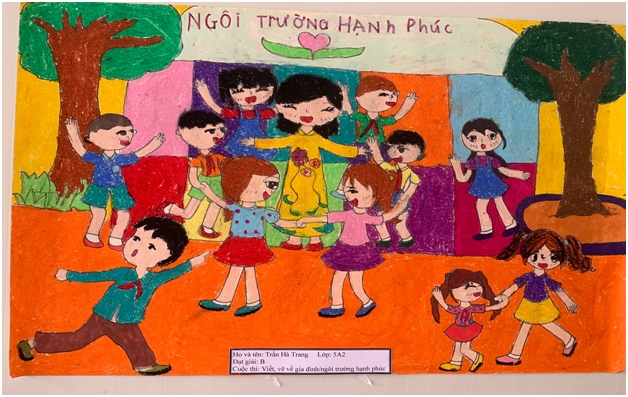 NGÔI TRƯỜNG HẠNH PHÚC
Họ và tên: Trần Hà Trang Lớp: 5A2
Đạt giải: B
Cuộc thi: Viết, vẽ về gia đình/ngôi trường hạnh phúc